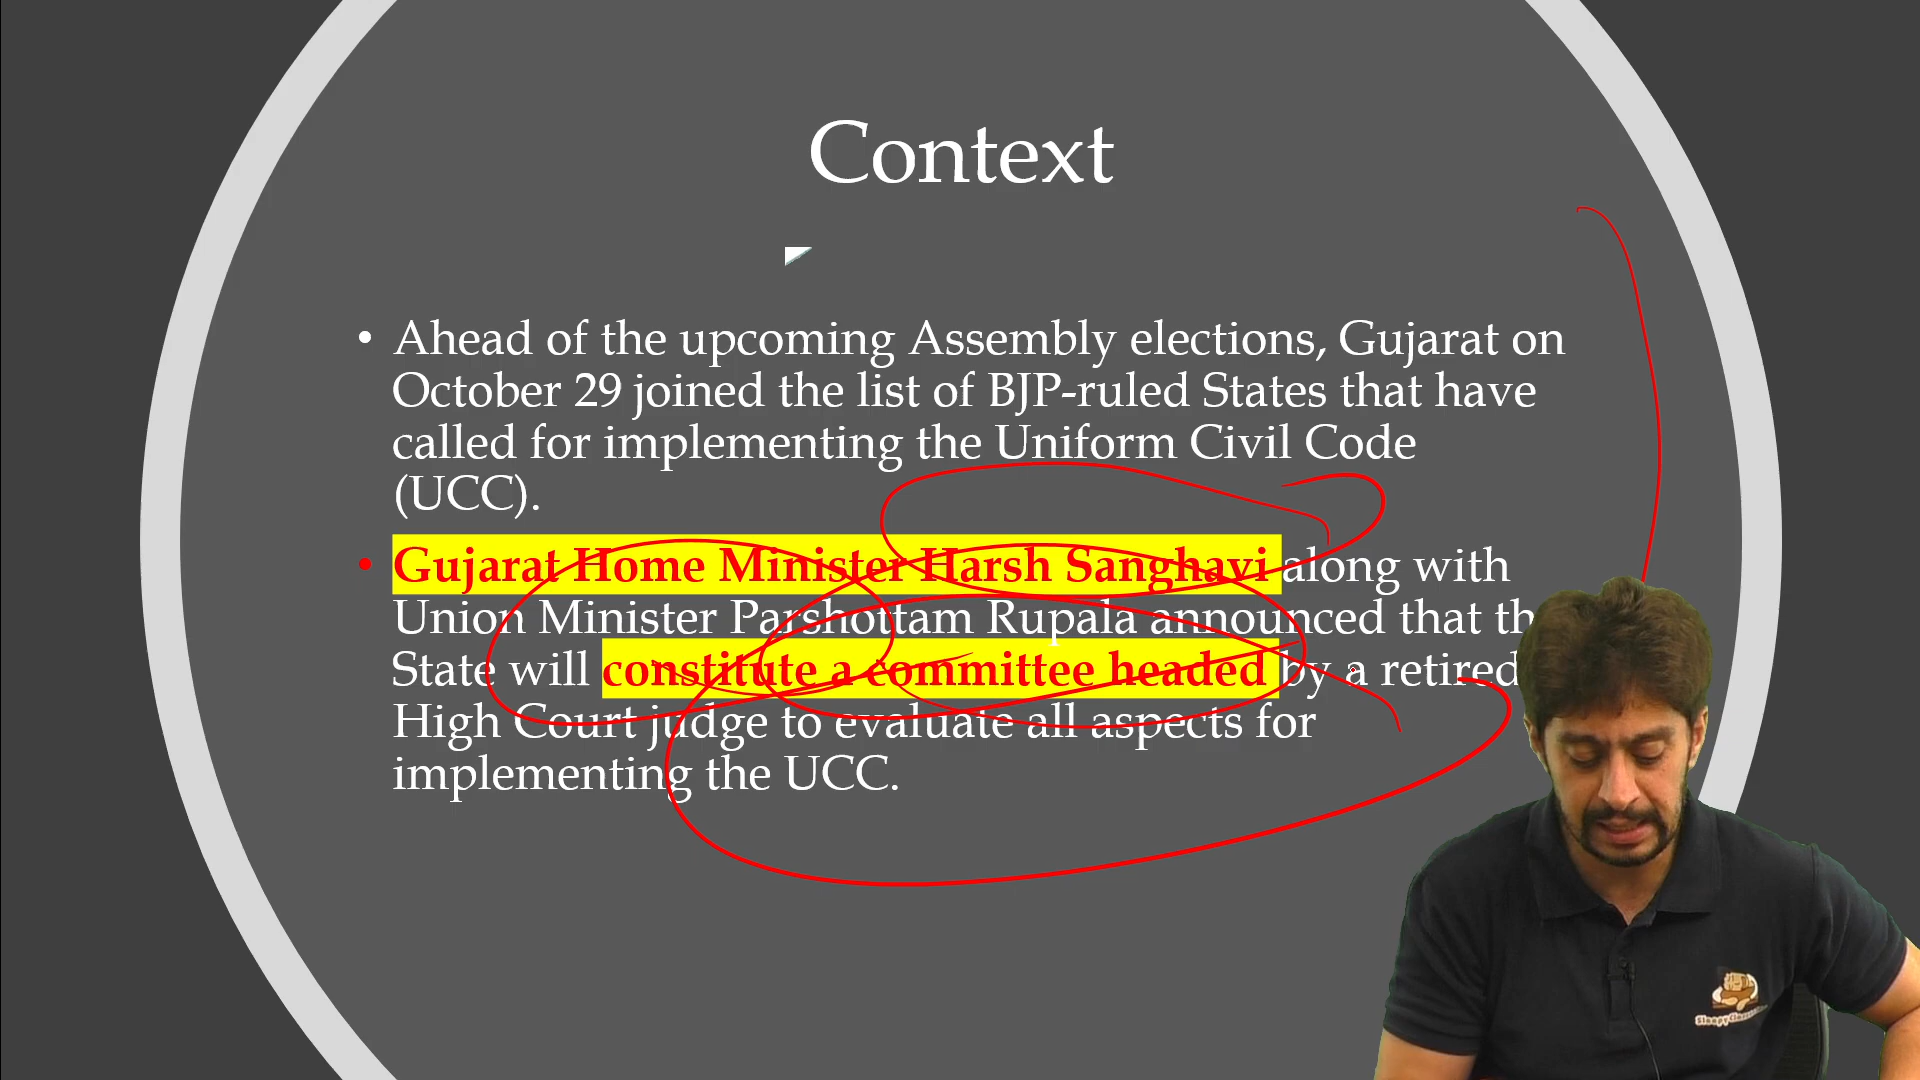 Context
• Ahead of the upcoming Assembly elections, Gujarat on
October 29 joined the list of BJP-ruled States that have
called for implementing the Uniform Civil Code
(UCC).
• Gujarat Home Minister Harsh Sanghavi along with
Union Minister Parshottam Rupala announced that th
State will constitute a committee headed by a retired
High Court judge to evaluate all aspects for
implementing the UCC.